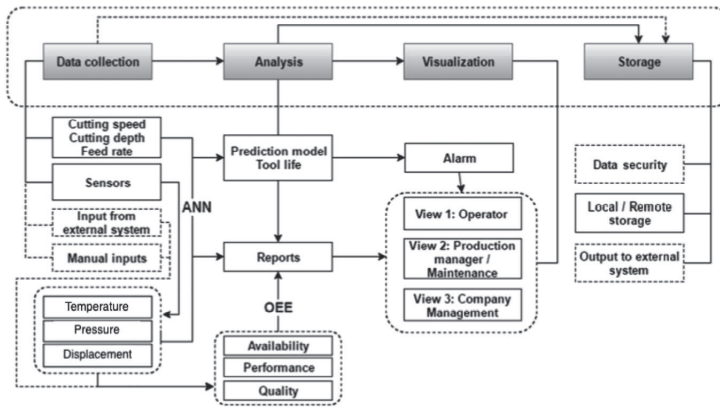 Data collection
Analysis
Visualization
Storage
Cutting speed
Cutting depth
Feed rate
Sensors
Input from
external system
Manual inputs
ANN
Temperature
Pressure
Displacement
Prediction model
Tool life
Reports
OEE
Availability
Performance
Quality
Alarm
View 1: Operator
View 2: Production
manager /
Maintenance
View 3: Company
Management
Data security
Local / Remote
storage
Output to external
system